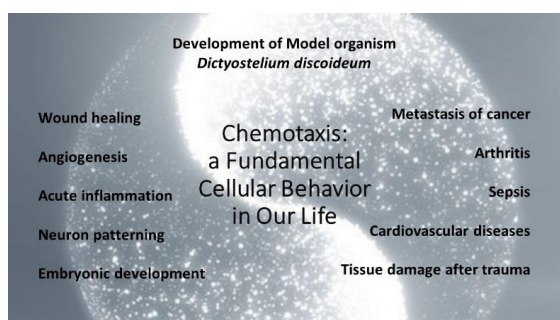 Development of Model organism
Dictyostelium discoideum
Wound healing
Angiogenesis
Acute inflammation
Neuron patterning
Embryonic development
Chemotaxis:
a Fundamental
Cellular Behavior
in Our Life
Metastasis of cancer
Arthritis
Sepsis
Cardiovascular diseases
Tissue damage after trauma